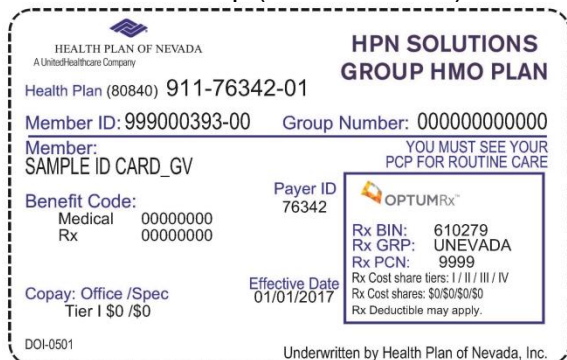 HEALTH PLAN OF NEVADA
A UnitedHealthcare Company
HPN SOLUTIONS
GROUP HMO PLAN
Health Plan (80840) 911-76342-01
Member ID: 999000393-00 Group Number: 000000000000
Member:
SAMPLE ID CARD_GV
YOU MUST SEE YOUR
PCP FOR ROUTINE CARE
Benefit Code:
Medical 00000000
Rx 00000000
Payer ID
76342
OPTUMRx™
Rx BIN: 610279
Rx GRP: UNEVADA
Rx PCN: 9999
Rx Cost share tiers: I / II / III / IV
Rx Cost shares: $0/$0/$0/$0
Rx Deductible may apply.
Copay: Office /Spec
Tier I $0 /$0
Effective Date
01/01/2017
DOI-0501
Underwritten by Health Plan of Nevada, Inc.